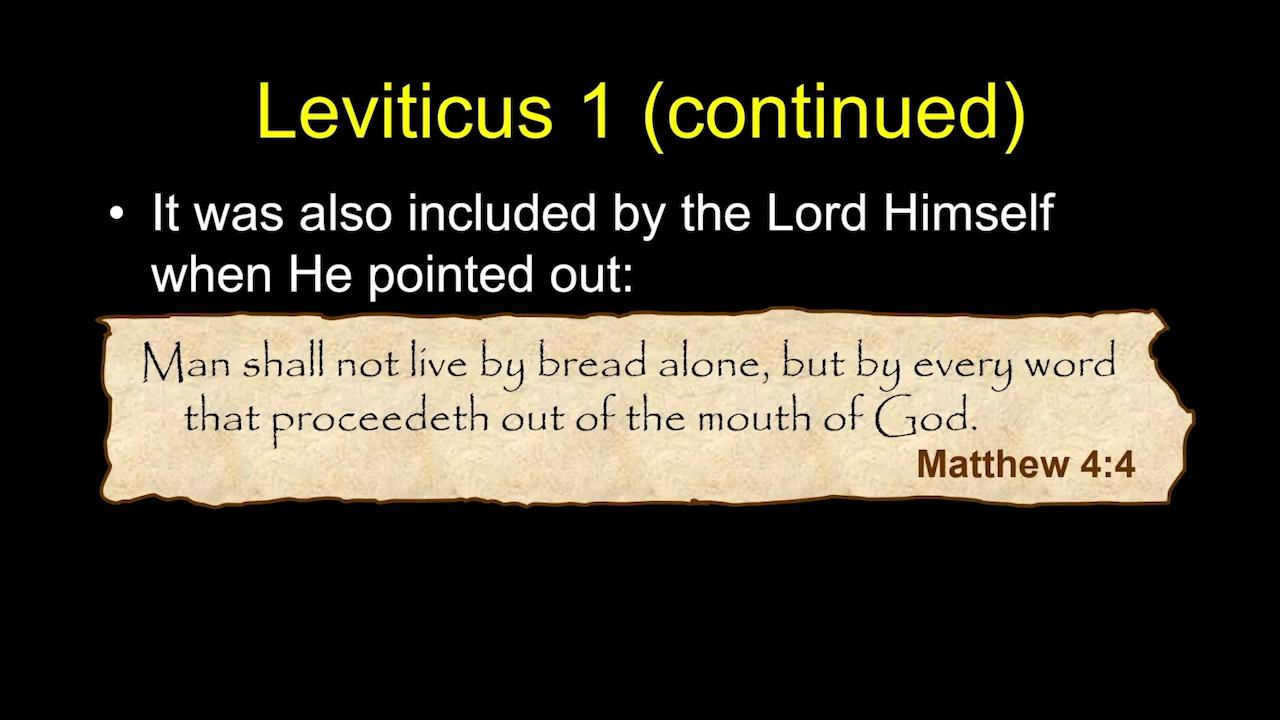 Leviticus 1 (continued)
• It was also included by the Lord Himself
when He pointed out:
Man shall not live by bread alone, but by every word
that proceedeth out of the mouth of God.
Matthew 4:4